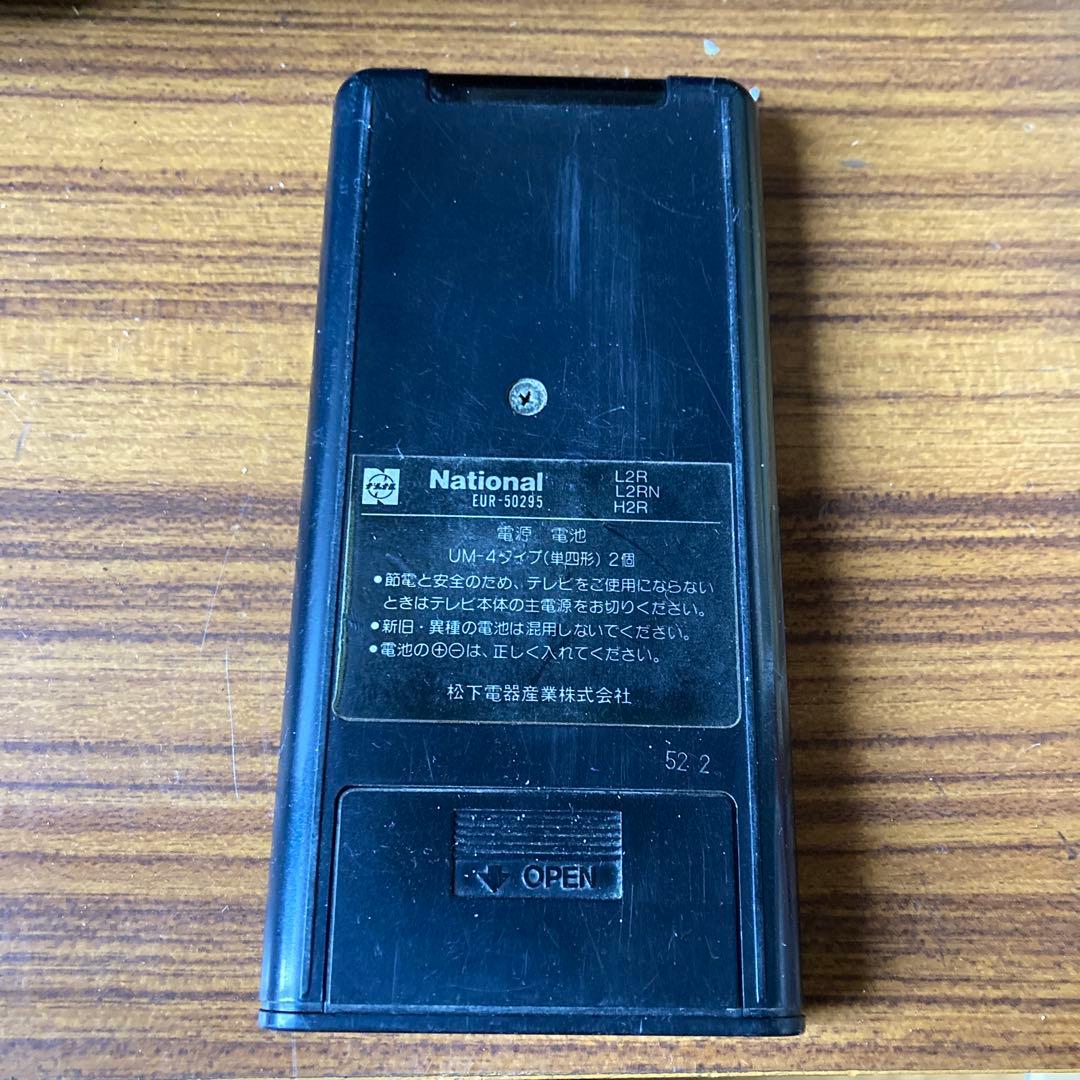 ナショナル National L2R
EUR-50295 L2RN
H2R
電源 電池
UM-4タイプ(単四形) 2個
●節電と安全のため、テレビをご使用にならない
ときはテレビ本体の主電源をお切りください。
●新旧・異種の電池は混用しないでください。
●電池の⊕⊖は、正しく入れてください。
松下電器産業株式会社
52 2
OPEN